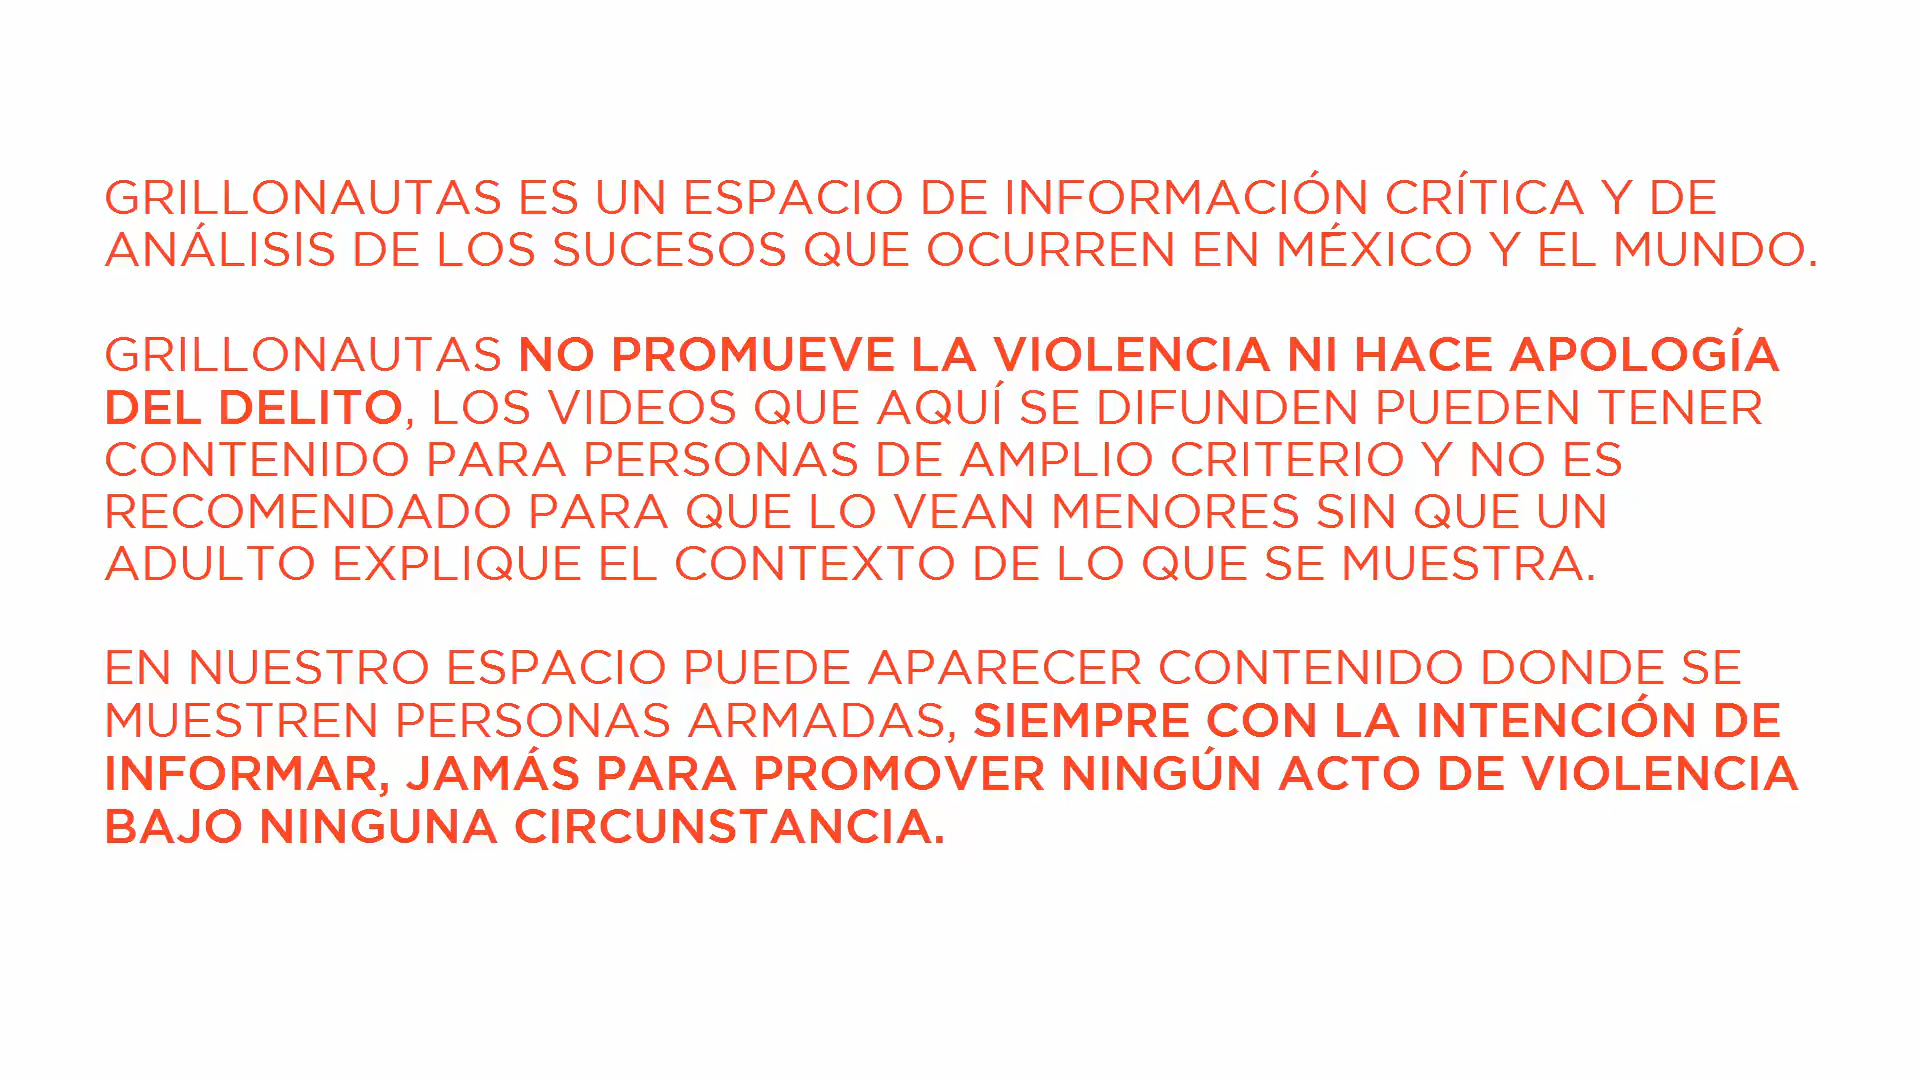 GRILLONAUTAS ES UN ESPACIO DE INFORMACIÓN CRÍTICA Y DE
ANÁLISIS DE LOS SUCESOS QUE OCURREN EN MÉXICO Y EL MUNDO.
GRILLONAUTAS NO PROMUEVE LA VIOLENCIA NI HACE APOLOGÍA
DEL DELITO, LOS VIDEOS QUE AQUÍ SE DIFUNDEN PUEDEN TENER
CONTENIDO PARA PERSONAS DE AMPLIO CRITERIO Y NO ES
RECOMENDADO PARA QUE LO VEAN MENORES SIN QUE UN
ADULTO EXPLIQUE EL CONTEXTO DE LO QUE SE MUESTRA.
EN NUESTRO ESPACIO PUEDE APARECER CONTENIDO DONDE SE
MUESTREN PERSONAS ARMADAS, SIEMPRE CON LA INTENCIÓN DE
INFORMAR, JAMÁS PARA PROMOVER NINGÚN ACTO DE VIOLENCIA
BAJO NINGUNA CIRCUNSTANCIA.